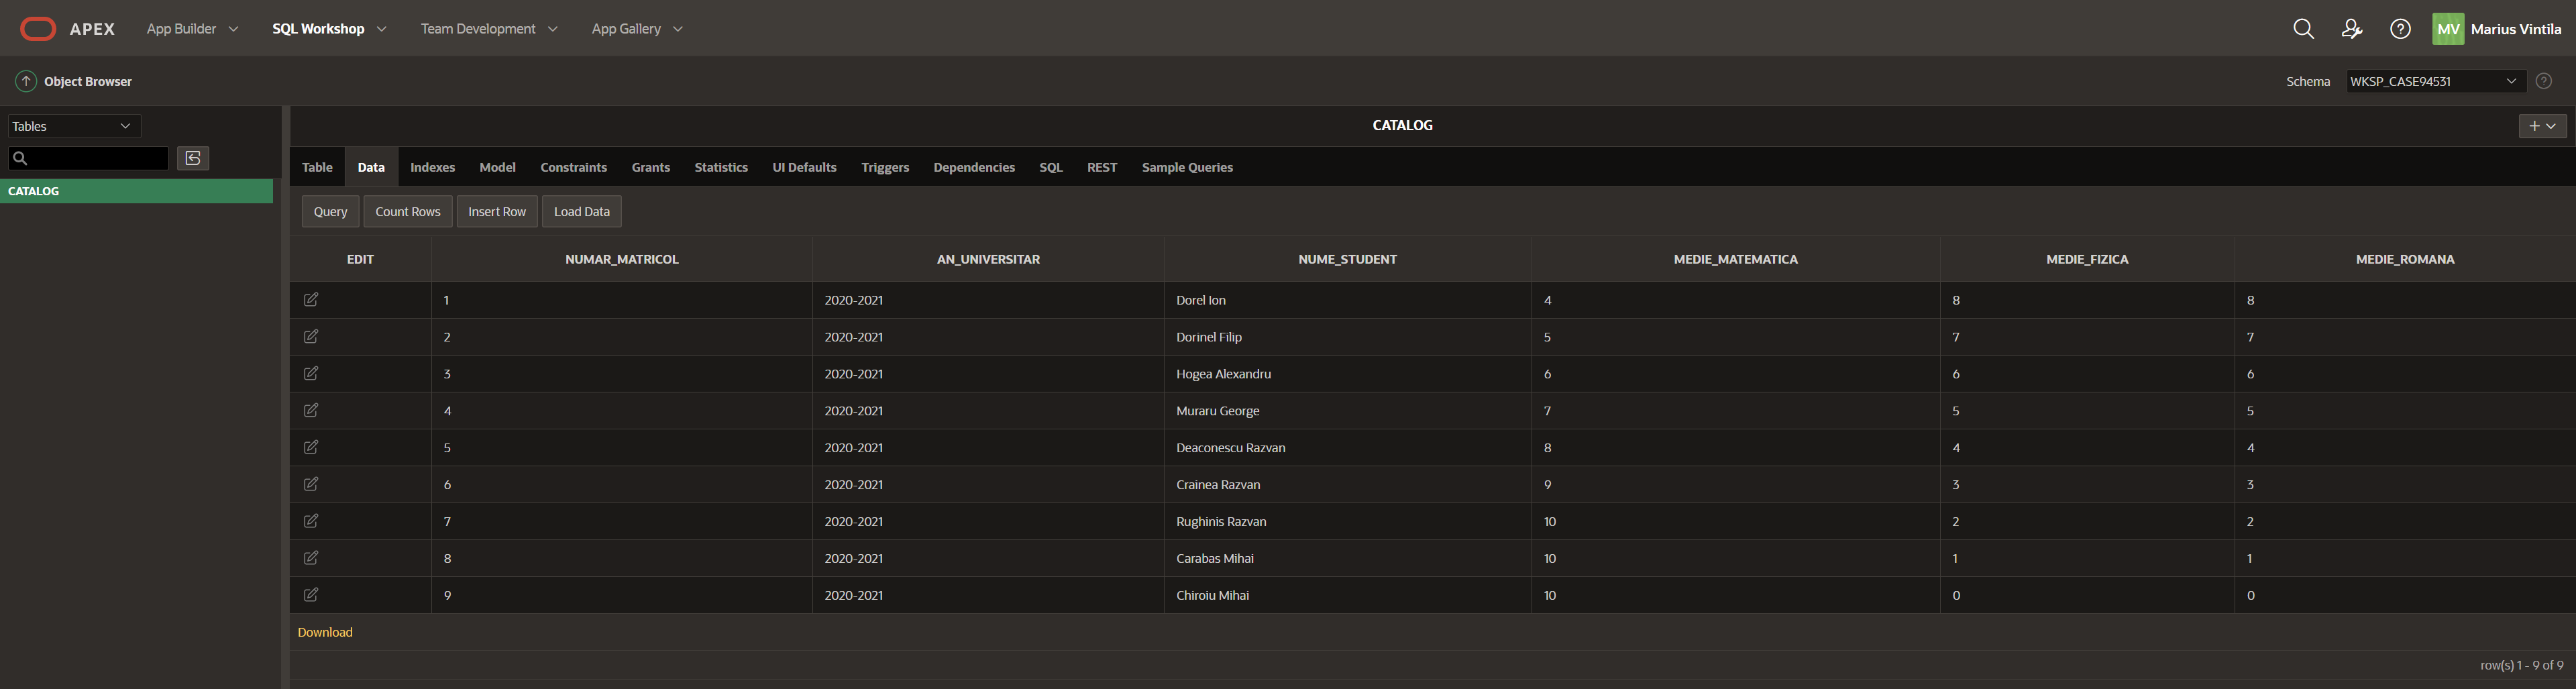 APEX App Builder SQL Workshop Team Development App Gallery MV Marius Vintila
Object Browser Schema WKSP_CASE94531
Tables CATALOG
Table Data Indexes Model Constraints Grants Statistics UI Defaults Triggers Dependencies SQL REST Sample Queries
CATALOG
Query Count Rows Insert Row Load Data
EDIT NUMAR_MATRICOL AN_UNIVERSITAR NUME_STUDENT MEDIE_MATEMATICA MEDIE_FIZICA MEDIE_ROMANA
1 2020-2021 Dorel Ion 4 8 8
2 2020-2021 Dorinel Filip 5 7 7
3 2020-2021 Hogea Alexandru 6 6 6
4 2020-2021 Muraru George 7 5 5
5 2020-2021 Deaconescu Razvan 8 4 4
6 2020-2021 Crainea Razvan 9 3 3
7 2020-2021 Rughinis Razvan 10 2 2
8 2020-2021 Carabas Mihai 10 1 1
9 2020-2021 Chiroiu Mihai 10 0 0
Download
row(s) 1 - 9 of 9